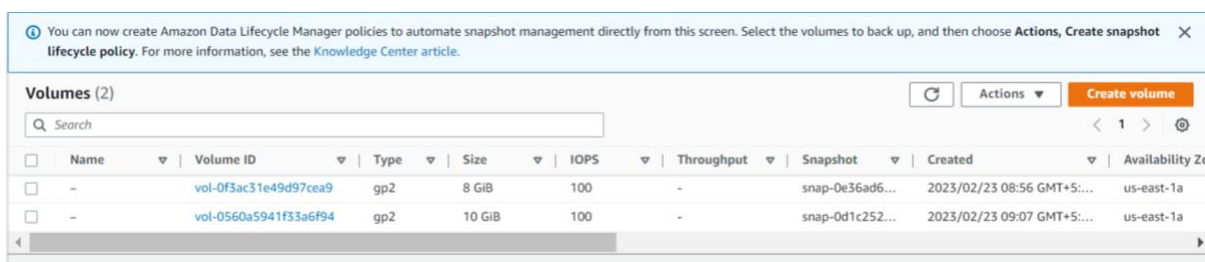 You can now create Amazon Data Lifecycle Manager policies to automate snapshot management directly from this screen. Select the volumes to back up, and then choose Actions, Create snapshot
lifecycle policy. For more information, see the Knowledge Center article.
Volumes (2)
Actions
Create volume
Search
1
Name Volume ID Type Size IOPS Throughput Snapshot Created Availability Zo
– vol-0f3ac31e49d97cea9 gp2 8 GiB 100 - snap-0e36ad6... 2023/02/23 08:56 GMT+5:... us-east-1a
– vol-0560a5941f33a6f94 gp2 10 GiB 100 - snap-0d1c252... 2023/02/23 09:07 GMT+5:... us-east-1a